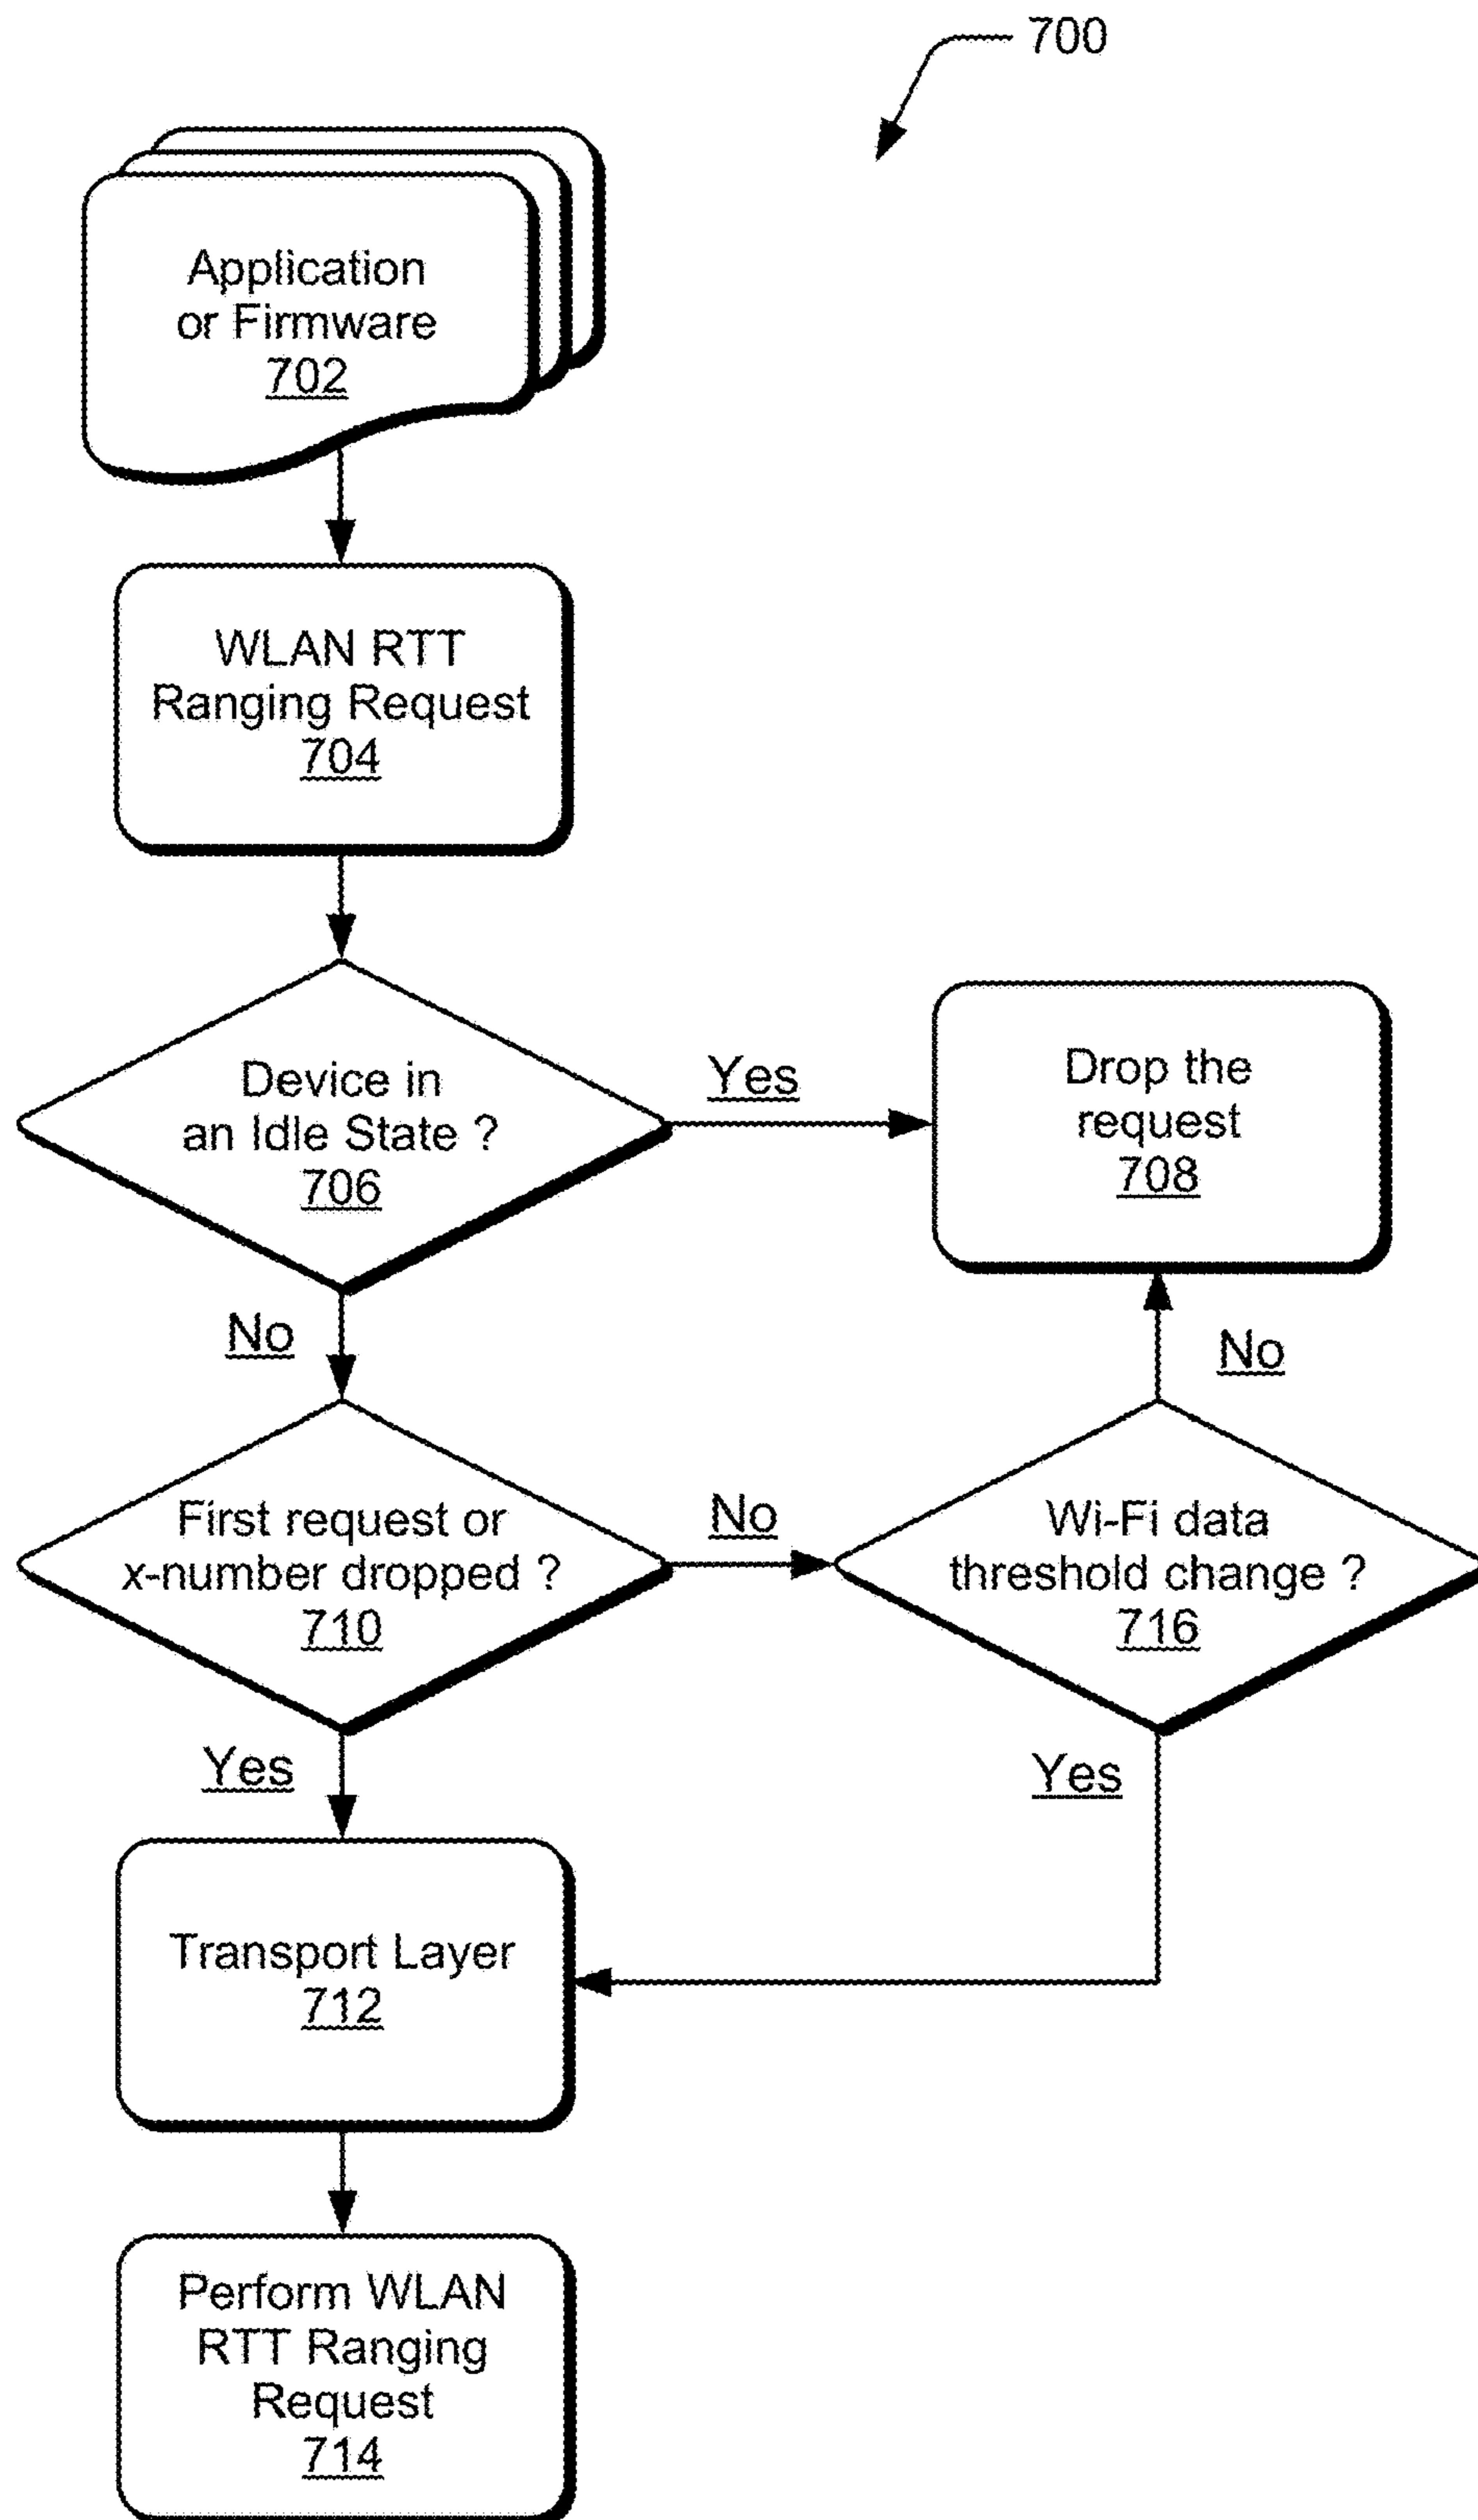 700
Application
or Firmware
702
WLAN RTT
Ranging Request
704
Device in
an Idle State ?
706
Yes
Drop the
request
708
No
No
First request or
x-number dropped ?
710
No
Wi-Fi data
threshold change ?
716
Yes
Yes
Transport Layer
712
Perform WLAN
RTT Ranging
Request
714